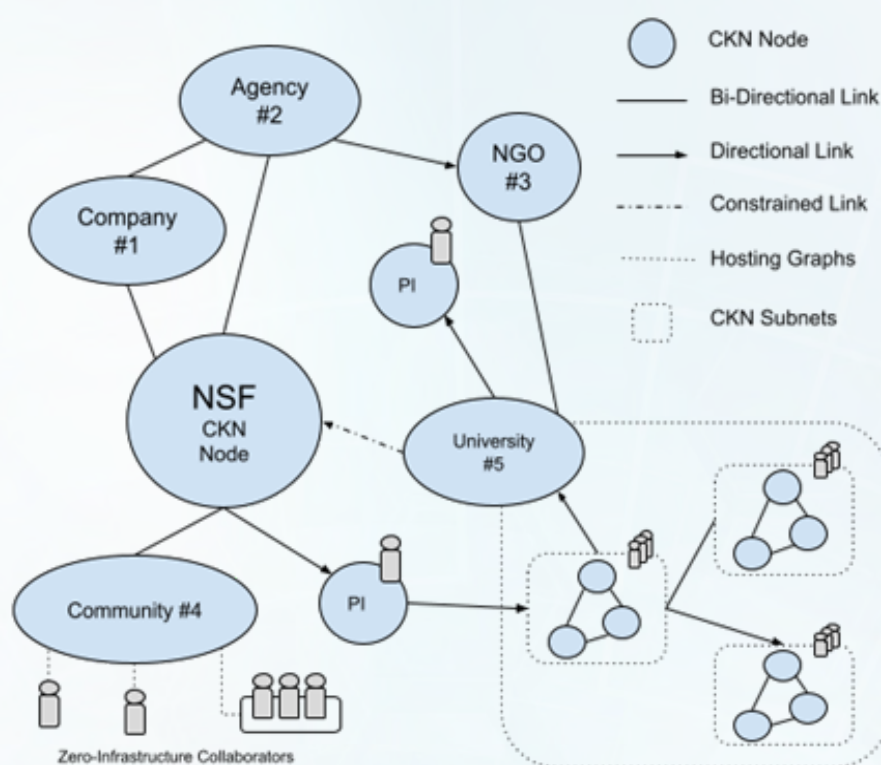 Agency
#2
NGO
#3
Company
#1
PI
NSF
CKN
Node
University
#5
Community #4
PI
Zero-Infrastructure Collaborators
CKN Node
Bi-Directional Link
Directional Link
Constrained Link
Hosting Graphs
CKN Subnets